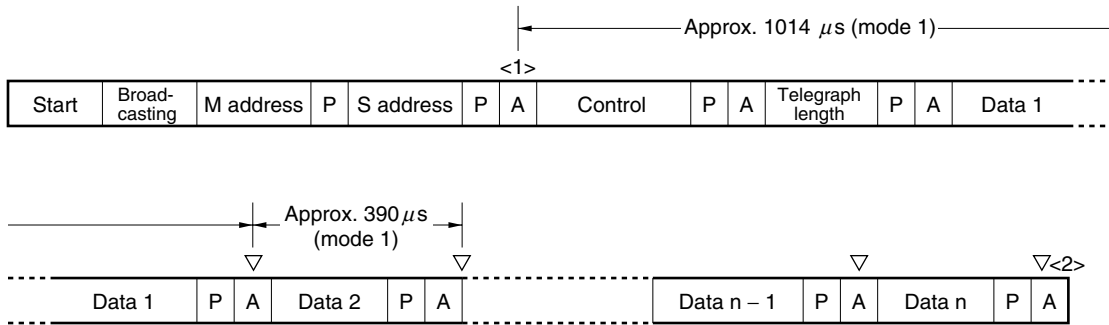 Approx. 1014 μs (mode 1)
<1>
Start Broad-casting M address P S address P A Control P A Telegraph length P A Data 1
Approx. 390 μs
(mode 1)
<2>
Data 1 P A Data 2 P A Data n − 1 P A Data n P A